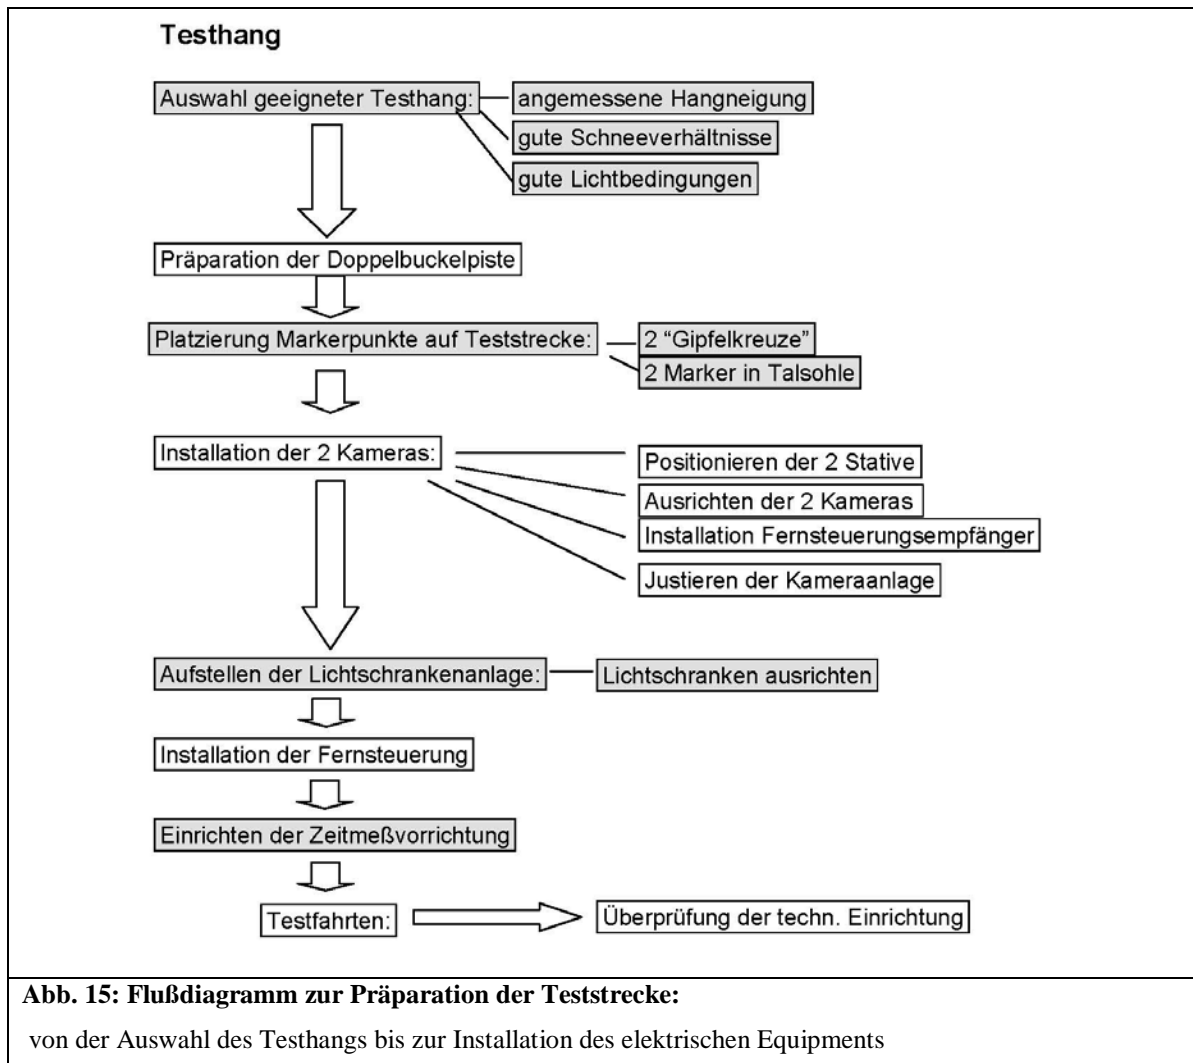 Testhang
Auswahl geeigneter Testhang:
angemessene Hangneigung
gute Schneeverhältnisse
gute Lichtbedingungen
Präparation der Doppelbuckelpiste
Platzierung Markerpunkte auf Teststrecke:
2 “Gipfelkreuze”
2 Marker in Talsohle
Installation der 2 Kameras:
Positionieren der 2 Stative
Ausrichten der 2 Kameras
Installation Fernsteuerungsempfänger
Justieren der Kameraanlage
Aufstellen der Lichtschrankenanlage:
Lichtschranken ausrichten
Installation der Fernsteuerung
Einrichten der Zeitmeßvorrichtung
Testfahrten:
Überprüfung der techn. Einrichtung
Abb. 15: Flußdiagramm zur Präparation der Teststrecke:
von der Auswahl des Testhangs bis zur Installation des elektrischen Equipments